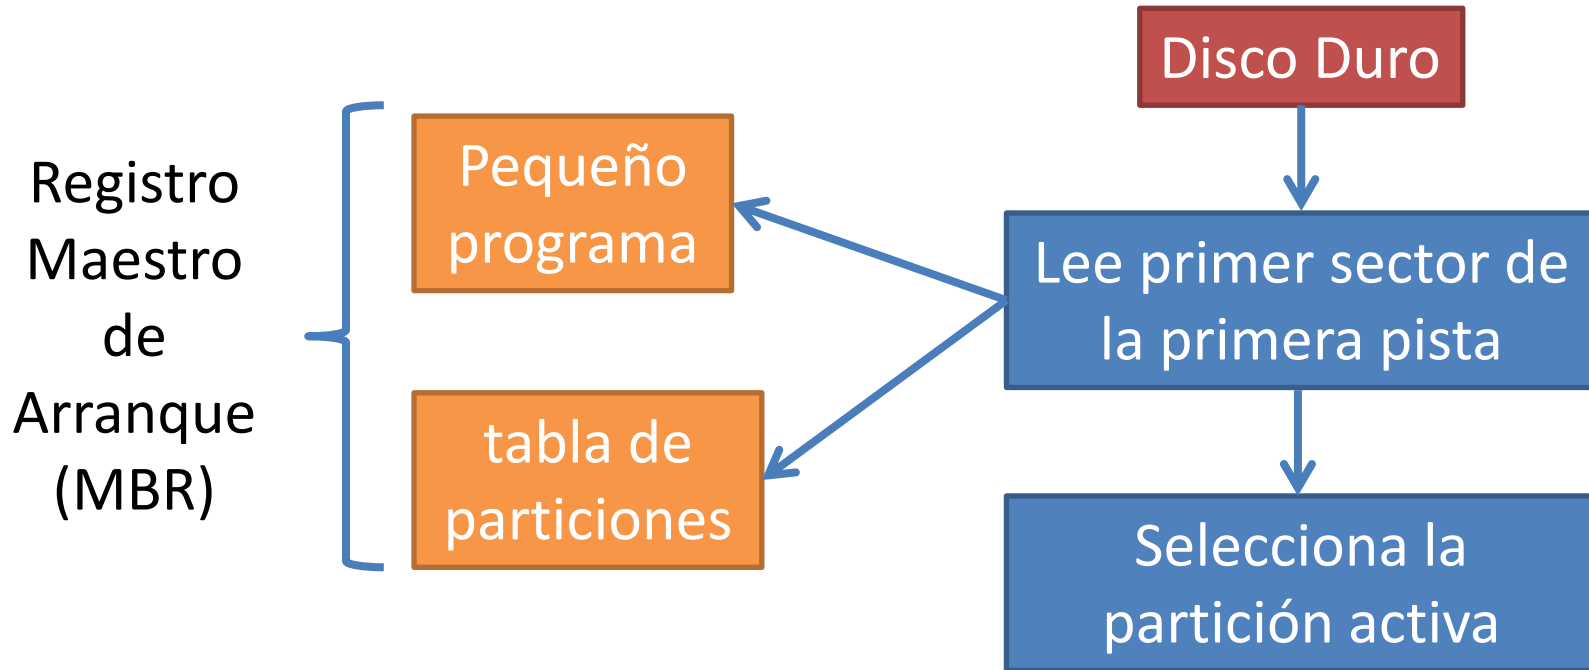 Disco Duro
Registro
Maestro
de
Arranque
(MBR)
Pequeño
programa
tabla de
particiones
Lee primer sector de
la primera pista
Selecciona la
partición activa